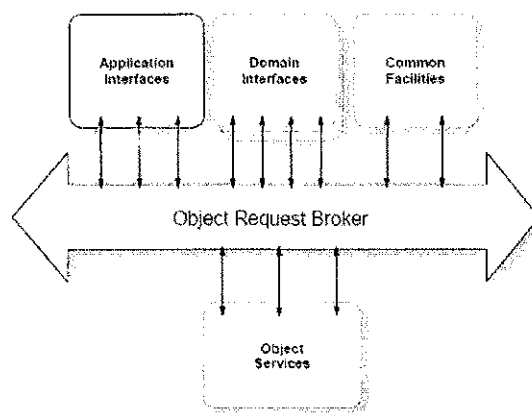 Application
Interfaces
Domain
Interfaces
Common
Facilities
Object Request Broker
Object
Services